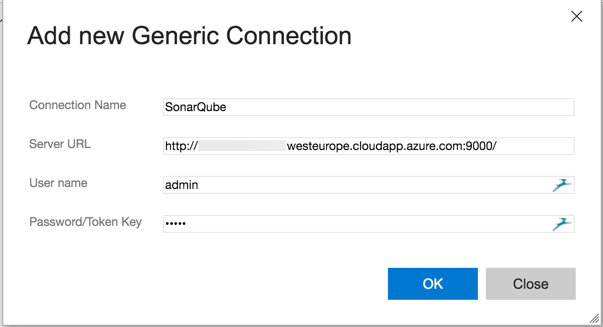 Add new Generic Connection
Connection Name SonarQube
Server URL http:// westeurope.cloudapp.azure.com:9000/
User name admin
Password/Token Key •••••
OK Close